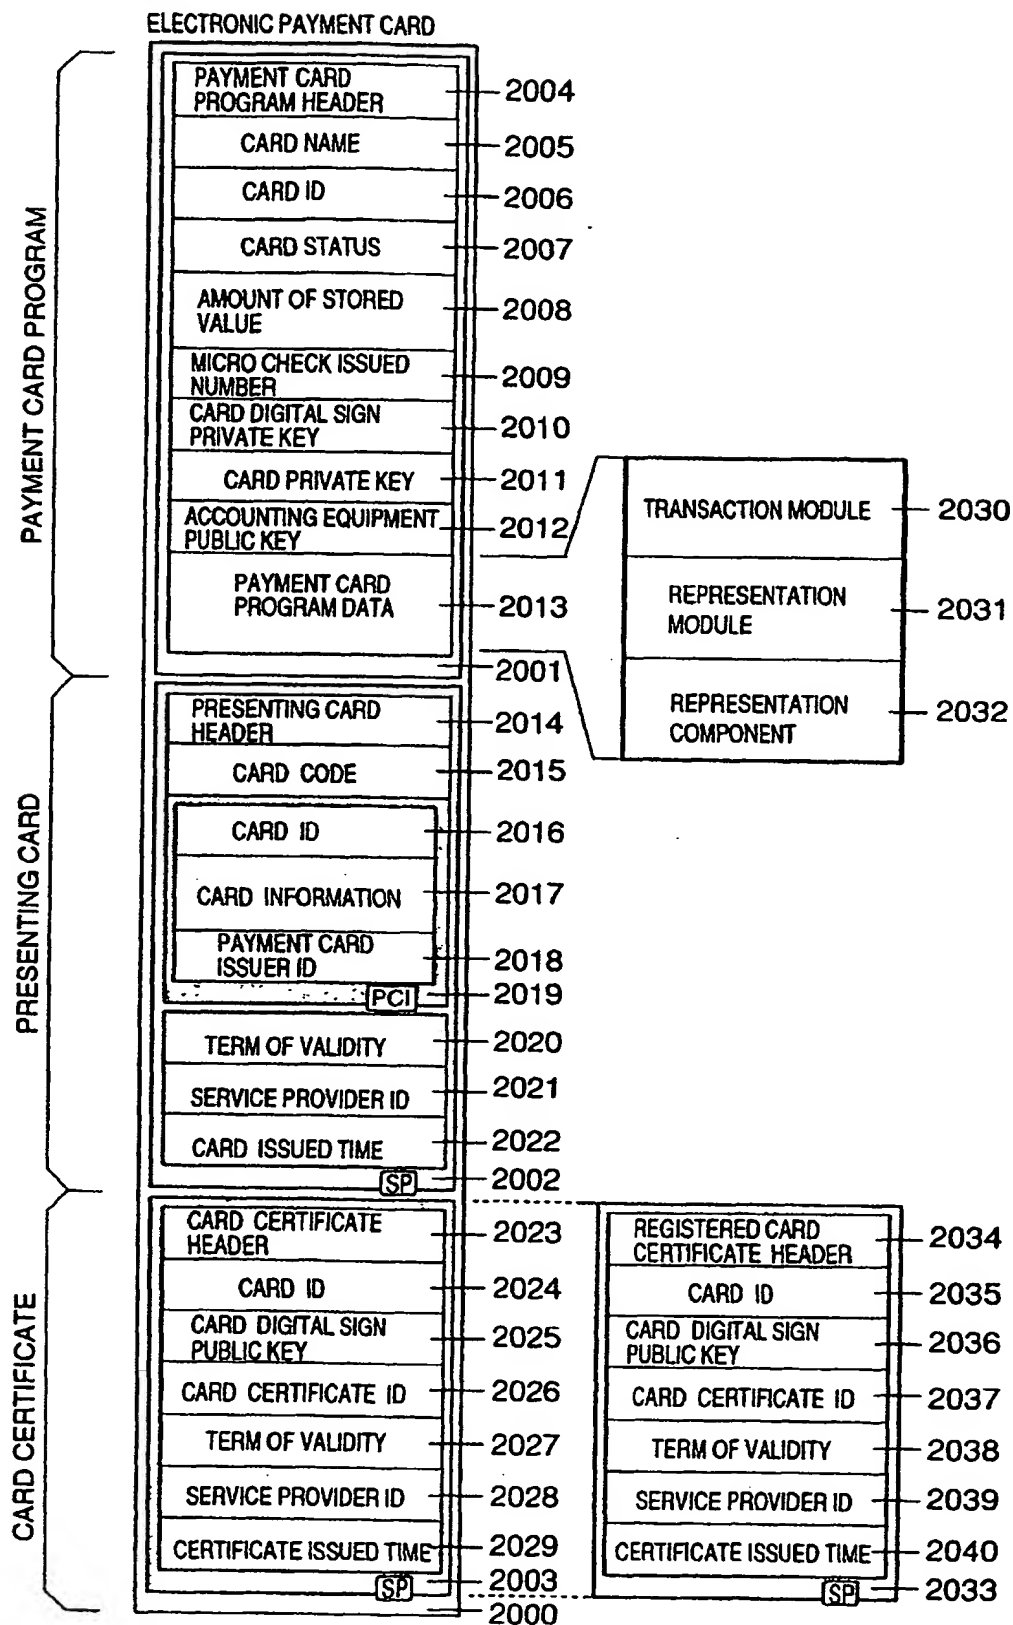 ELECTRONIC PAYMENT CARD
PAYMENT CARD PROGRAM
PAYMENT CARD
PROGRAM HEADER
2004
CARD NAME
2005
CARD ID
2006
CARD STATUS
2007
AMOUNT OF STORED
VALUE
2008
MICRO CHECK ISSUED
NUMBER
2009
CARD DIGITAL SIGN
PRIVATE KEY
2010
CARD PRIVATE KEY
2011
ACCOUNTING EQUIPMENT
PUBLIC KEY
2012
PAYMENT CARD
PROGRAM DATA
2013
2001
TRANSACTION MODULE
2030
REPRESENTATION
MODULE
2031
REPRESENTATION
COMPONENT
2032
PRESENTING CARD
PRESENTING CARD
HEADER
2014
CARD CODE
2015
CARD ID
2016
CARD INFORMATION
2017
PAYMENT CARD
ISSUER ID
2018
PCI
2019
TERM OF VALIDITY
2020
SERVICE PROVIDER ID
2021
CARD ISSUED TIME
2022
SP
2002
CARD CERTIFICATE
CARD CERTIFICATE
HEADER
2023
CARD ID
2024
CARD DIGITAL SIGN
PUBLIC KEY
2025
CARD CERTIFICATE ID
2026
TERM OF VALIDITY
2027
SERVICE PROVIDER ID
2028
CERTIFICATE ISSUED TIME
2029
SP
2003
2000
REGISTERED CARD
CERTIFICATE HEADER
2034
CARD ID
2035
CARD DIGITAL SIGN
PUBLIC KEY
2036
CARD CERTIFICATE ID
2037
TERM OF VALIDITY
2038
SERVICE PROVIDER ID
2039
CERTIFICATE ISSUED TIME
2040
SP
2033